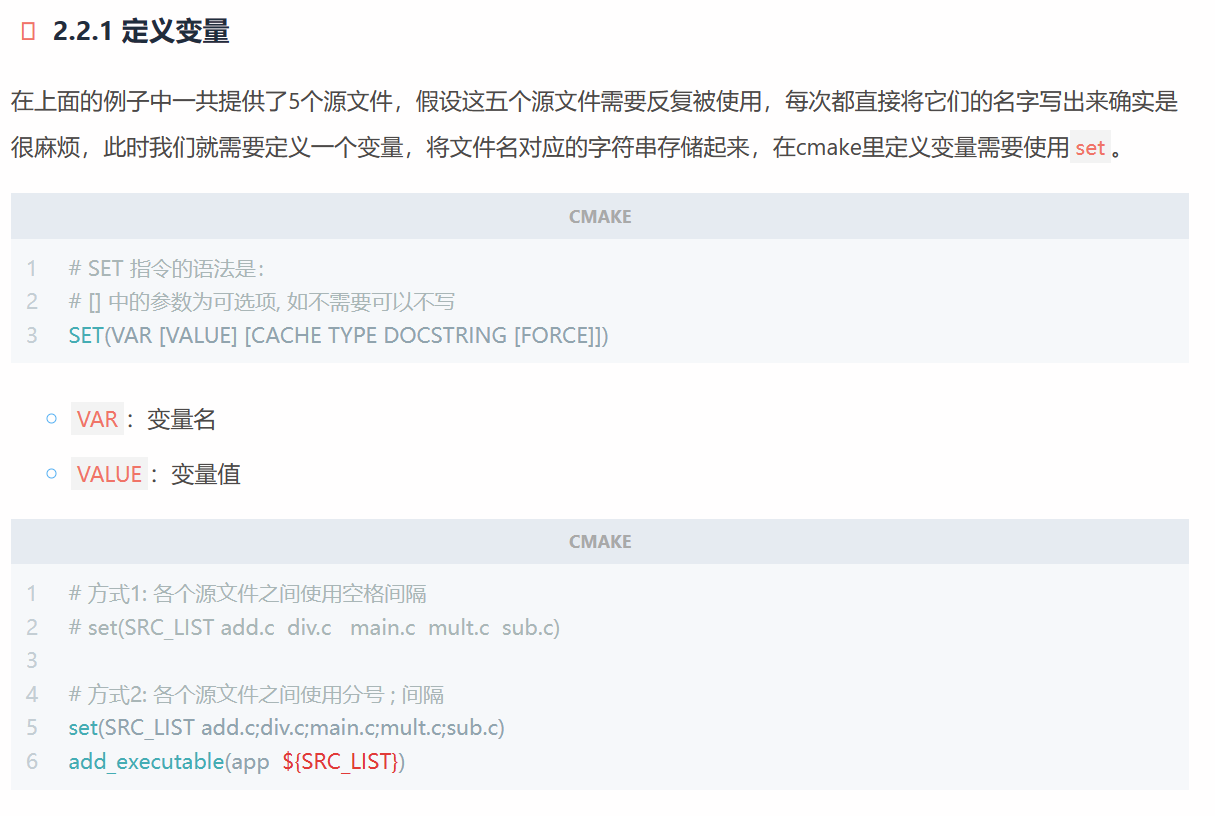 2.2.1 定义变量
在上面的例子中一共提供了5个源文件，假设这五个源文件需要反复被使用，每次都直接将它们的名字写出来确实是
很麻烦，此时我们就需要定义一个变量，将文件名对应的字符串存储起来，在cmake里定义变量需要使用 set 。
CMAKE
1 # SET 指令的语法是：
2 # [] 中的参数为可选项, 如不需要可以不写
3 SET(VAR [VALUE] [CACHE TYPE DOCSTRING [FORCE]])
VAR ：变量名
VALUE ：变量值
CMAKE
1 # 方式1: 各个源文件之间使用空格间隔
2 # set(SRC_LIST add.c  div.c   main.c  mult.c  sub.c)
3
4 # 方式2: 各个源文件之间使用分号 ; 间隔
5 set(SRC_LIST add.c;div.c;main.c;mult.c;sub.c)
6 add_executable(app  ${SRC_LIST})